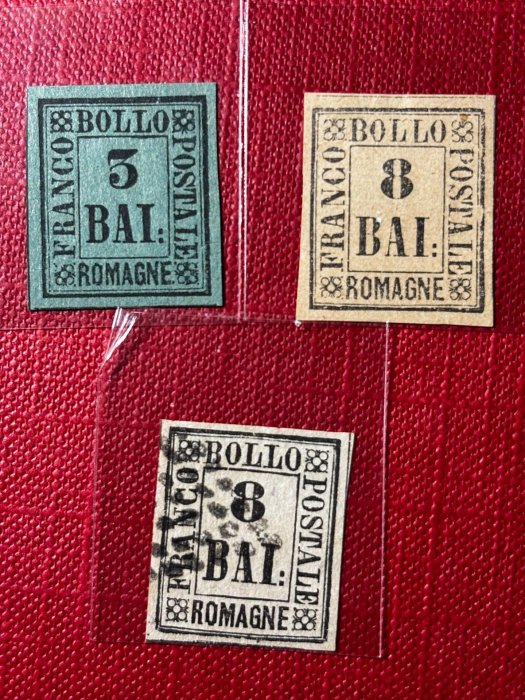 BOLLO
FRANCO
3
BAI:
POSTALE
ROMAGNE
BOLLO
FRANCO
8
BAI:
POSTALE
ROMAGNE
BOLLO
FRANCO
8
BAI:
POSTALE
ROMAGNE